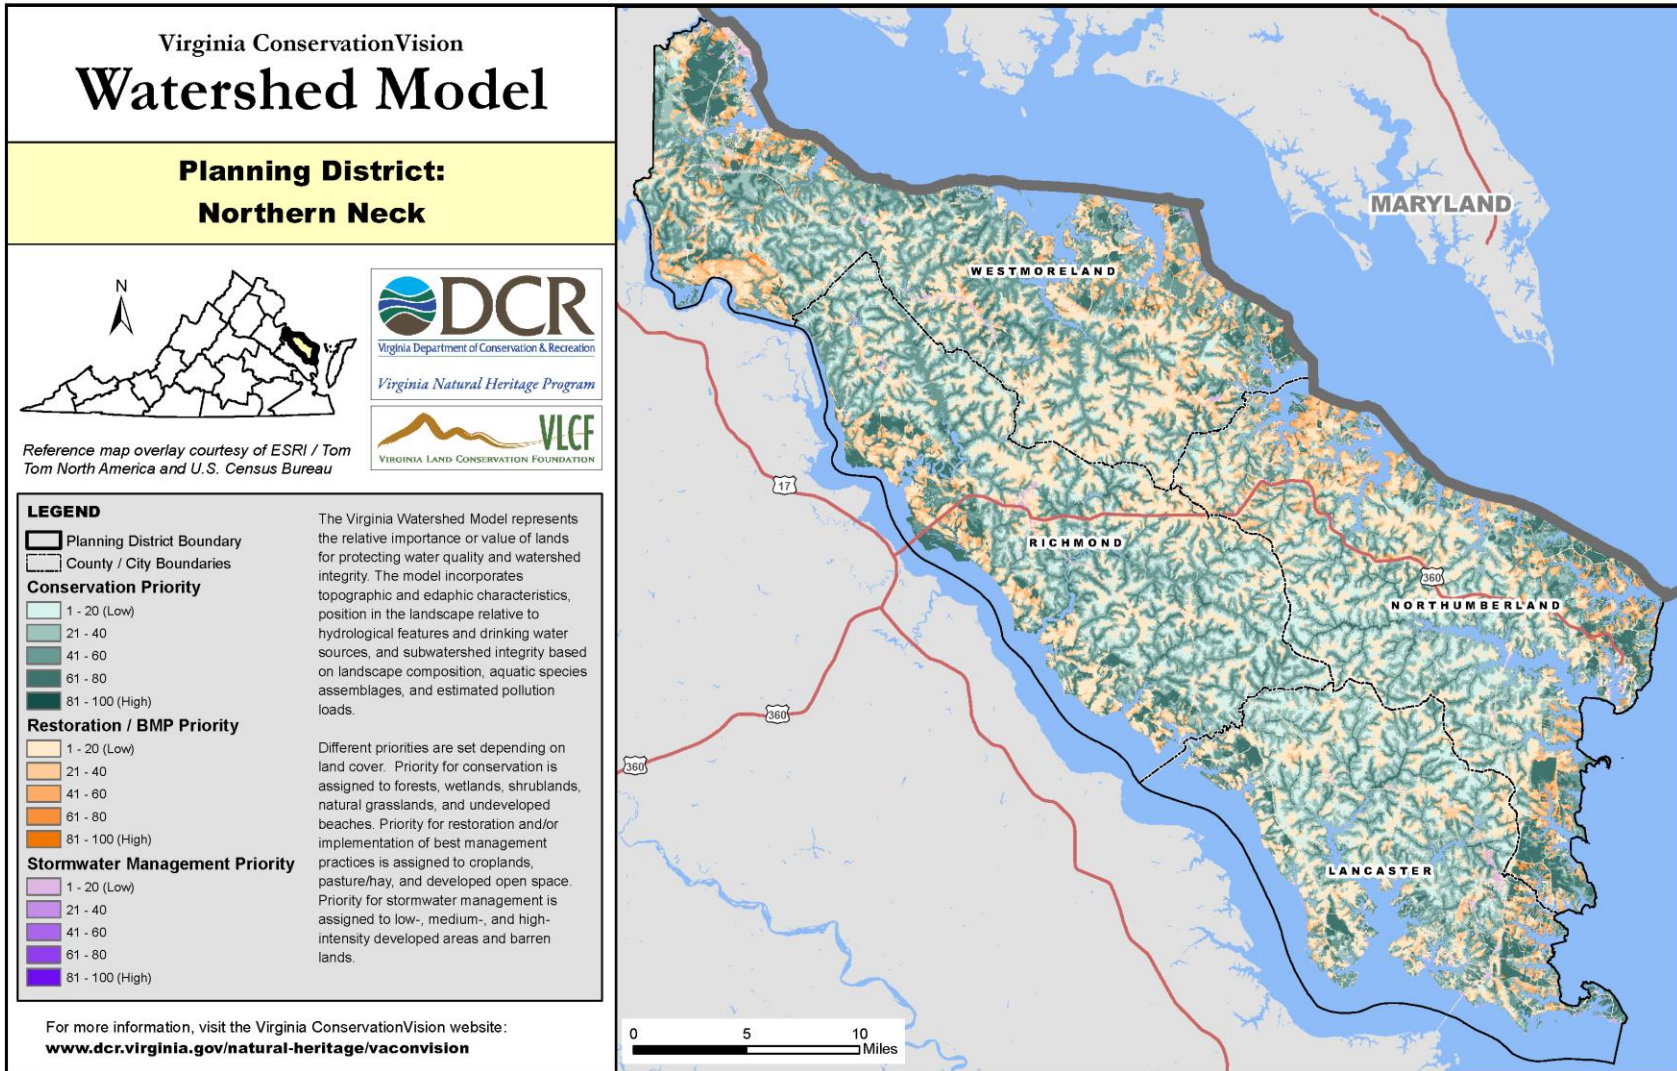 Virginia ConservationVision
Watershed Model
Planning District:
Northern Neck
N
DCR
Virginia Department of Conservation & Recreation
Virginia Natural Heritage Program
VLCF
VIRGINIA LAND CONSERVATION FOUNDATION
Reference map overlay courtesy of ESRI / Tom
Tom North America and U.S. Census Bureau
LEGEND
Planning District Boundary
County / City Boundaries
Conservation Priority
1 - 20 (Low)
21 - 40
41 - 60
61 - 80
81 - 100 (High)
Restoration / BMP Priority
1 - 20 (Low)
21 - 40
41 - 60
61 - 80
81 - 100 (High)
Stormwater Management Priority
1 - 20 (Low)
21 - 40
41 - 60
61 - 80
81 - 100 (High)
The Virginia Watershed Model represents
the relative importance or value of lands
for protecting water quality and watershed
integrity. The model incorporates
topographic and edaphic characteristics,
position in the landscape relative to
hydrological features and drinking water
sources, and subwatershed integrity based
on landscape composition, aquatic species
assemblages, and estimated pollution
loads.
Different priorities are set depending on
land cover. Priority for conservation is
assigned to forests, wetlands, shrublands,
natural grasslands, and undeveloped
beaches. Priority for restoration and/or
implementation of best management
practices is assigned to croplands,
pasture/hay, and developed open space.
Priority for stormwater management is
assigned to low-, medium-, and high-
intensity developed areas and barren
lands.
For more information, visit the Virginia ConservationVision website:
www.dcr.virginia.gov/natural-heritage/vaconvision
MARYLAND
WESTMORELAND
17
RICHMOND
360
NORTHUMBERLAND
360
360
LANCASTER
0 5 10
Miles